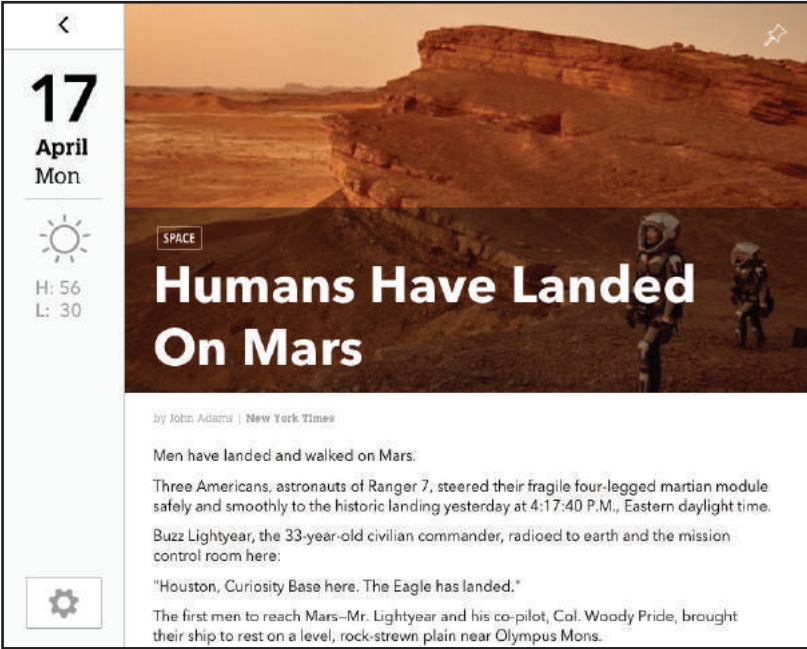 17
April
Mon
H: 56
L: 30
SPACE
Humans Have Landed
On Mars
by John Adams | New York Times
Men have landed and walked on Mars.
Three Americans, astronauts of Ranger 7, steered their fragile four-legged martian module
safely and smoothly to the historic landing yesterday at 4:17:40 P.M., Eastern daylight time.
Buzz Lightyear, the 33-year-old civilian commander, radioed to earth and the mission
control room here:
"Houston, Curiosity Base here. The Eagle has landed."
The first men to reach Mars—Mr. Lightyear and his co-pilot, Col. Woody Pride, brought
their ship to rest on a level, rock-strewn plain near Olympus Mons.